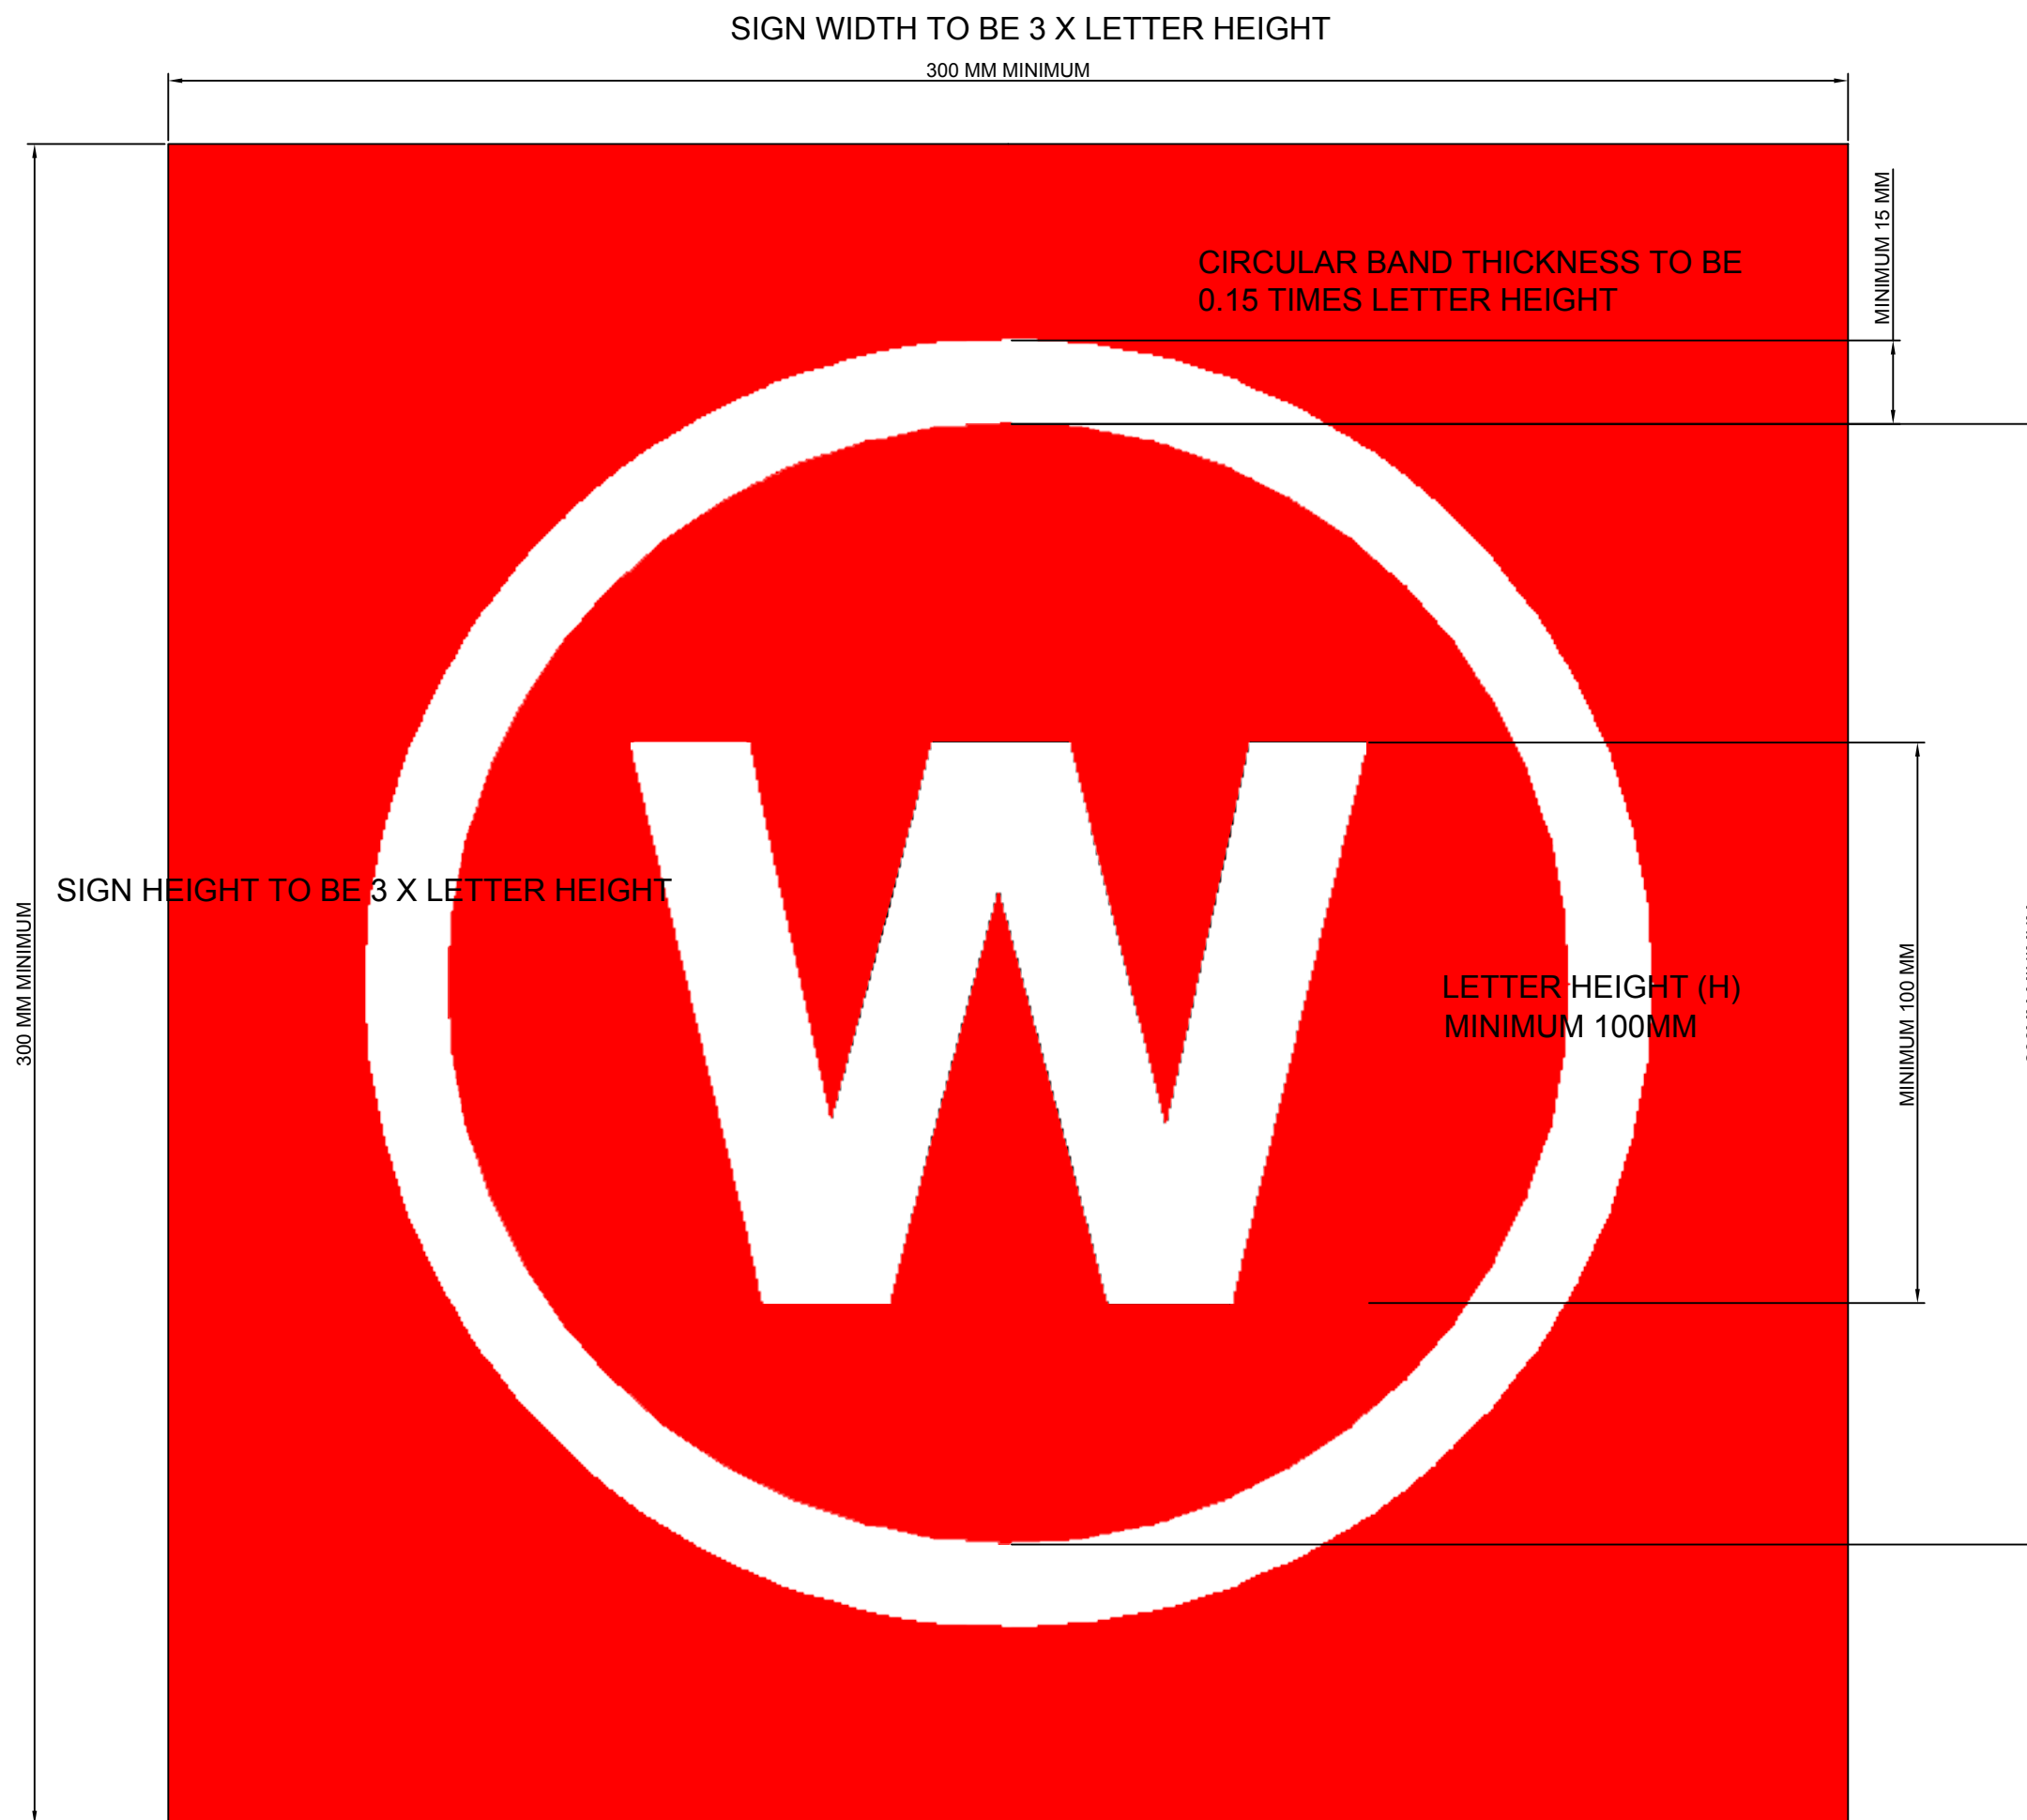 SIGN WIDTH TO BE 3 X LETTER HEIGHT
300 MM MINIMUM
MINIMUM 15 MM
CIRCULAR BAND THICKNESS TO BE
0.15 TIMES LETTER HEIGHT
W
SIGN HEIGHT TO BE 3 X LETTER HEIGHT
300 MM MINIMUM
LETTER HEIGHT (H)
MINIMUM 100MM
MINIMUM 100 MM